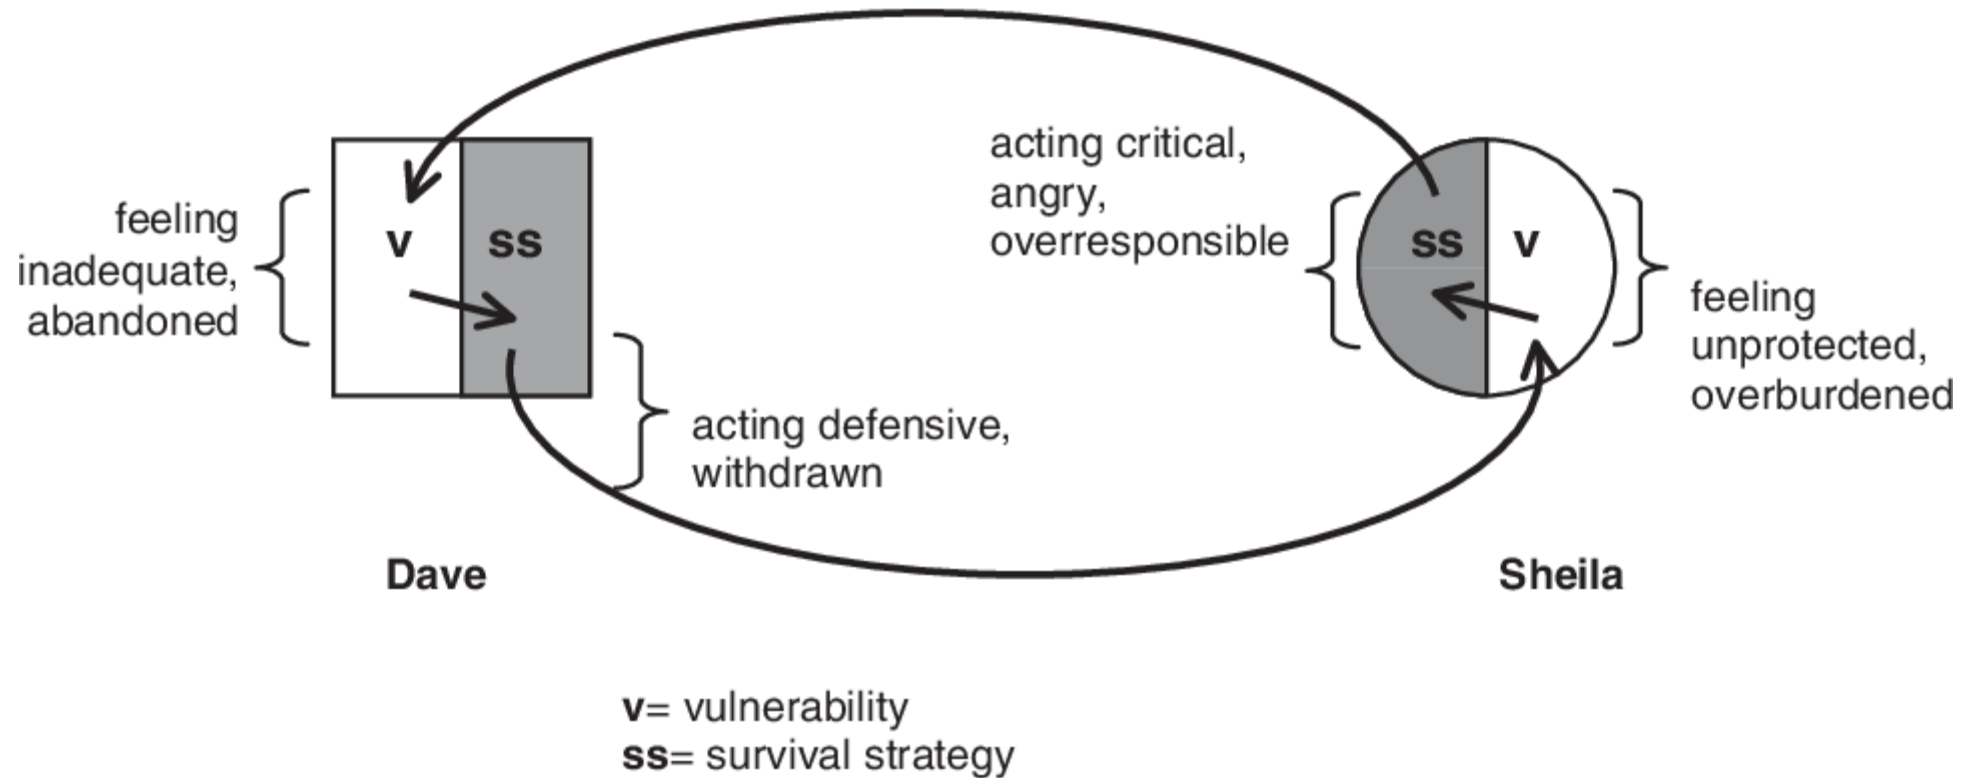 feeling
inadequate,
abandoned
v
ss
acting defensive,
withdrawn
Dave
acting critical,
angry,
overresponsible
ss
v
feeling
unprotected,
overburdened
Sheila
v= vulnerability
ss= survival strategy